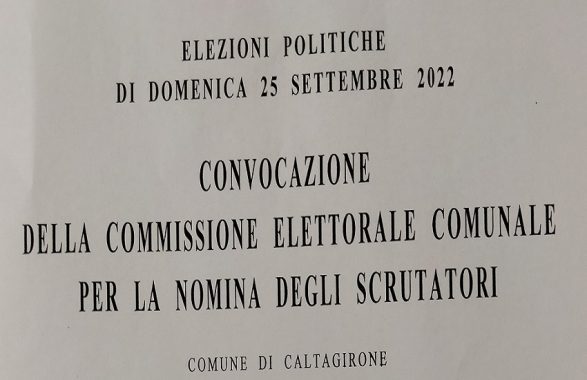 ELEZIONI POLITICHE
DI DOMENICA 25 SETTEMBRE 2022
CONVOCAZIONE
DELLA COMMISSIONE ELETTORALE COMUNALE
PER LA NOMINA DEGLI SCRUTATORI
COMUNE DI CALTAGIRONE